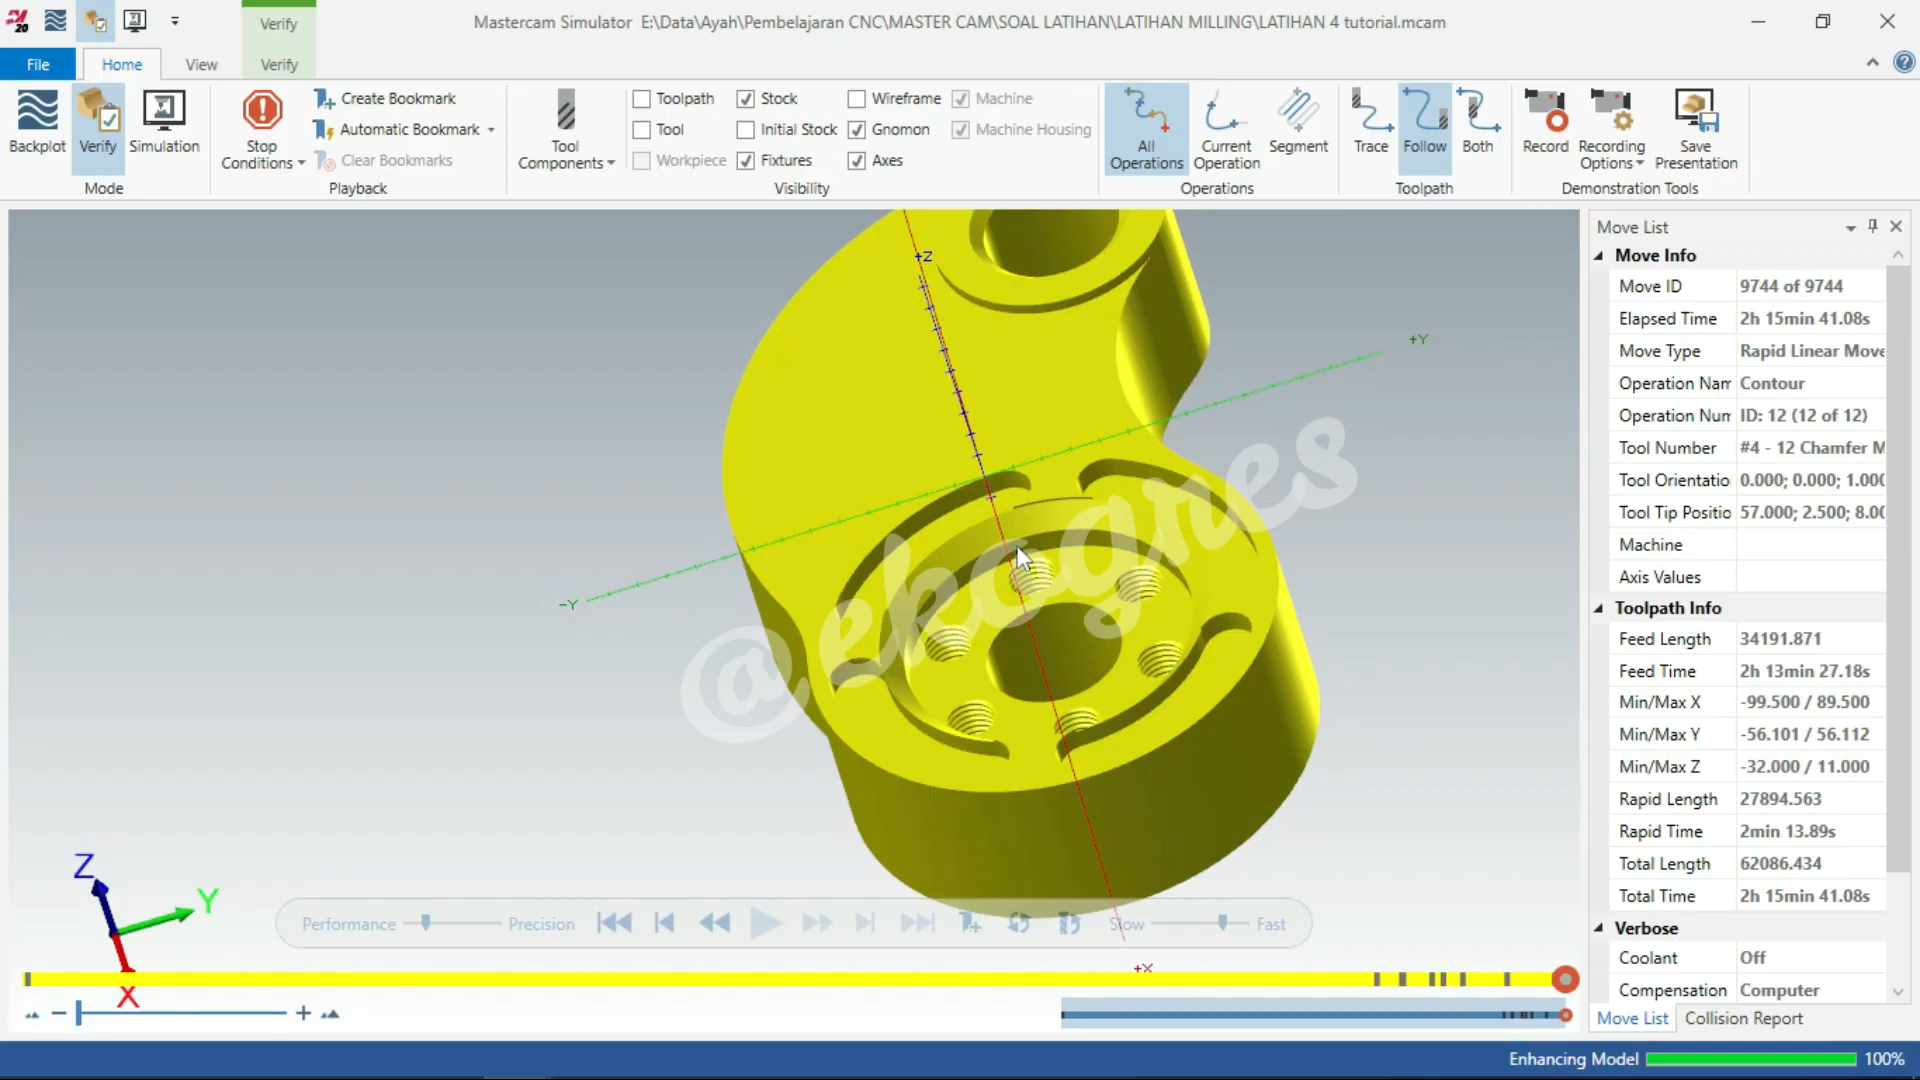 20
Verify
Mastercam Simulator E:\Data\Ayah\Pembelajaran CNC\MASTER CAM\SOAL LATIHAN\LATIHAN MILLING\LATIHAN 4 tutorial.mcam
File
Home
View
Verify
Backplot
Verify
Simulation
Mode
Stop Conditions
Create Bookmark
Automatic Bookmark
Clear Bookmarks
Playback
Tool Components
Toolpath
Stock
Wireframe
Machine
Tool
Initial Stock
Gnomon
Machine Housing
Workpiece
Fixtures
Axes
Visibility
All Operations
Current Operation
Segment
Operations
Trace
Follow
Both
Toolpath
Record
Recording Options
Save Presentation
Demonstration Tools
+Z
+Y
-Y
+X
@ekognes
Z
Y
X
Performance
Precision
Slow
Fast
Move List
Move Info
Move ID 9744 of 9744
Elapsed Time 2h 15min 41.08s
Move Type Rapid Linear Move
Operation Nam Contour
Operation Num ID: 12 (12 of 12)
Tool Number #4 - 12 Chamfer M
Tool Orientatio 0.000; 0.000; 1.000
Tool Tip Positio 57.000; 2.500; 8.00
Machine
Axis Values
Toolpath Info
Feed Length 34191.871
Feed Time 2h 13min 27.18s
Min/Max X -99.500 / 89.500
Min/Max Y -56.101 / 56.112
Min/Max Z -32.000 / 11.000
Rapid Length 27894.563
Rapid Time 2min 13.89s
Total Length 62086.434
Total Time 2h 15min 41.08s
Verbose
Coolant Off
Compensation Computer
Move List
Collision Report
Enhancing Model
100%